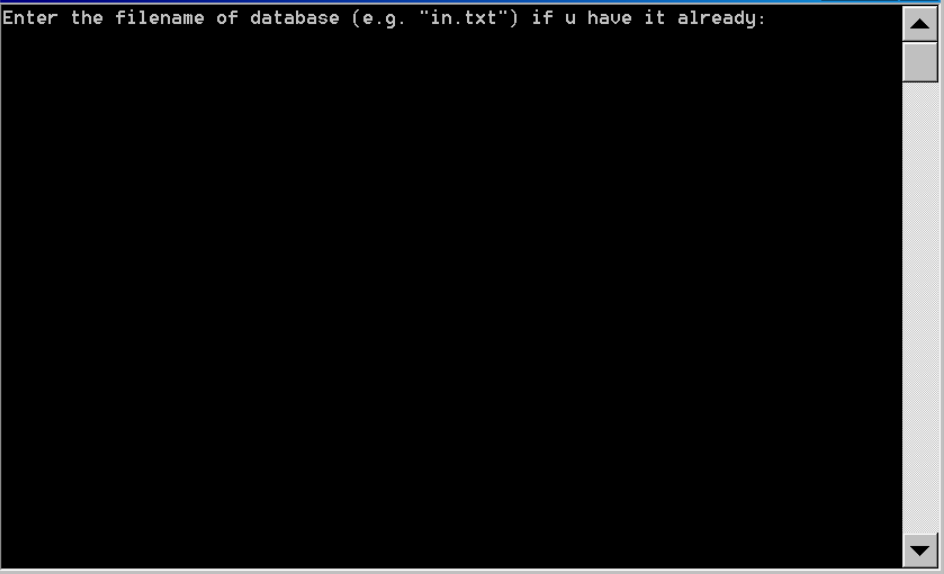 Enter the filename of database (e.g. "in.txt") if u have it already: